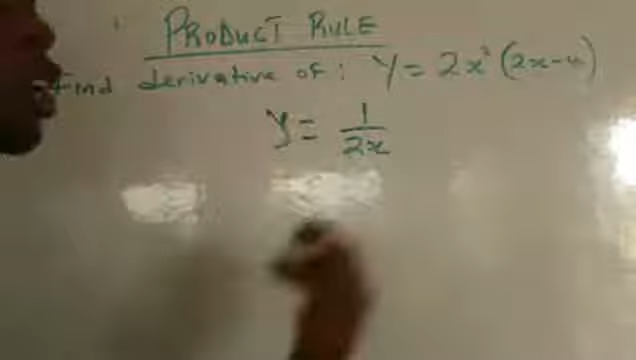 PRODUCT RULE
Find derivative of: Y = 2x² (2x-4)
y = 1/2x